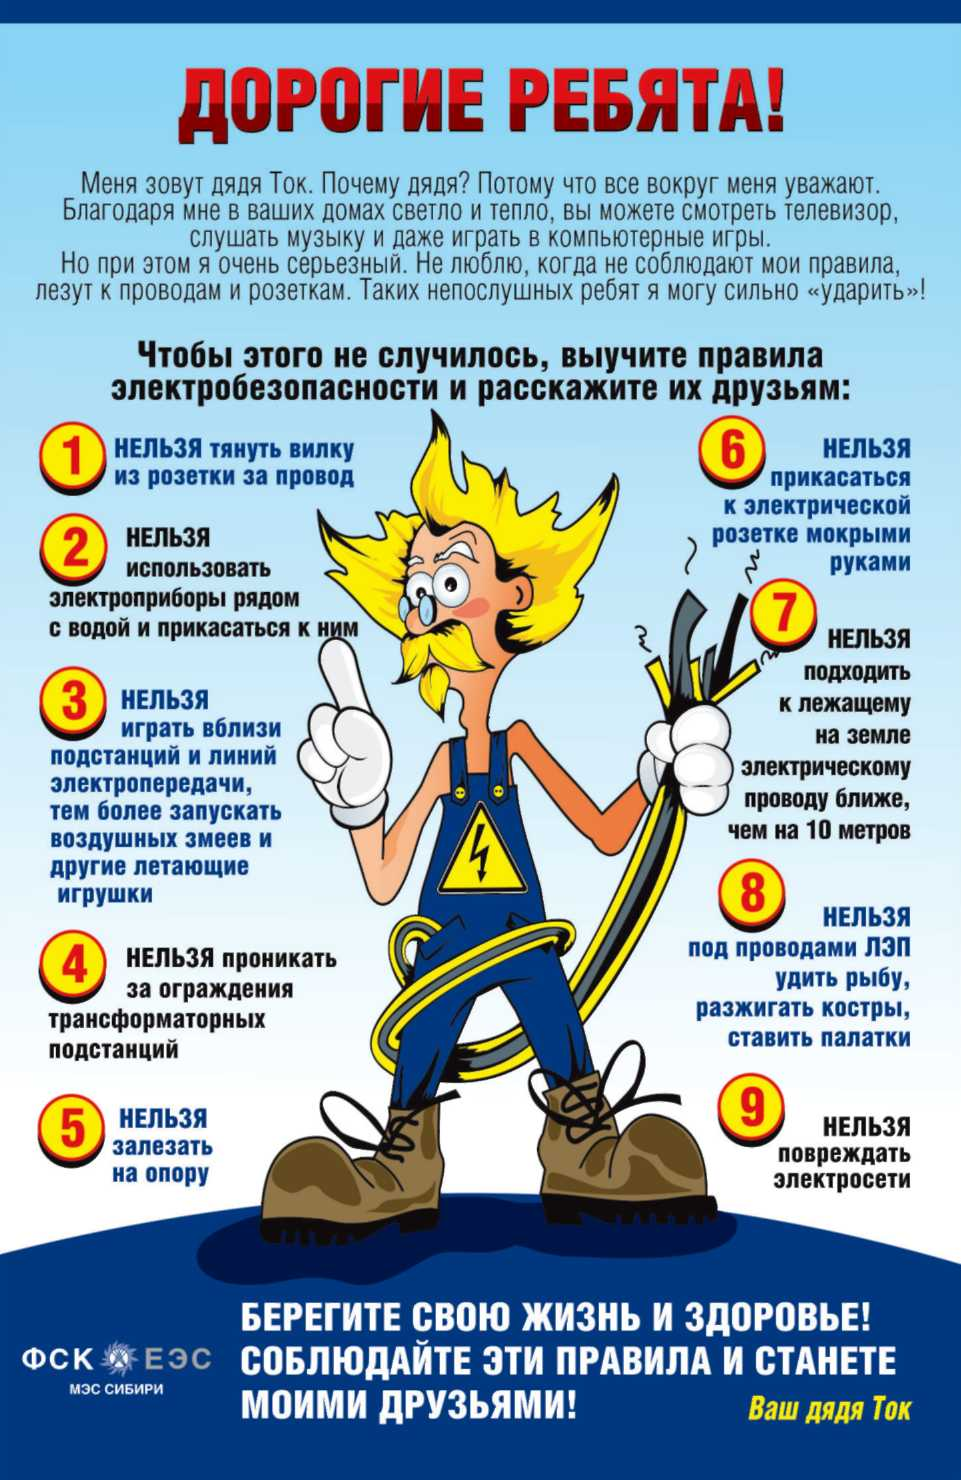 ДОРОГИЕ РЕБЯТА!
Меня зовут дядя Ток. Почему дядя? Потому что все вокруг меня уважают.
Благодаря мне в ваших домах светло и тепло, вы можете смотреть телевизор,
слушать музыку и даже играть в компьютерные игры.
Но при этом я очень серьезный. Не люблю, когда не соблюдают мои правила,
лезут к проводам и розеткам. Таких непослушных ребят я могу сильно «ударить»!
Чтобы этого не случилось, выучите правила
электробезопасности и расскажите их друзьям:
1 НЕЛЬЗЯ тянуть вилку
из розетки за провод
2 НЕЛЬЗЯ
использовать
электроприборы рядом
с водой и прикасаться к ним
3 НЕЛЬЗЯ
играть вблизи
подстанций и линий
электропередачи,
тем более запускать
воздушных змеев и
другие летающие
игрушки
4 НЕЛЬЗЯ проникать
за ограждения
трансформаторных
подстанций
5 НЕЛЬЗЯ
залезать
на опору
6 НЕЛЬЗЯ
прикасаться
к электрической
розетке мокрыми
руками
7 НЕЛЬЗЯ
подходить
к лежащему
на земле
электрическому
проводу ближе,
чем на 10 метров
8 НЕЛЬЗЯ
под проводами ЛЭП
удить рыбу,
разжигать костры,
ставить палатки
9 НЕЛЬЗЯ
повреждать
электросети
БЕРЕГИТЕ СВОЮ ЖИЗНЬ И ЗДОРОВЬЕ!
СОБЛЮДАЙТЕ ЭТИ ПРАВИЛА И СТАНЕТЕ
МОИМИ ДРУЗЬЯМИ!
Ваш дядя Ток
ФСК ЕЭС
МЭС СИБИРИ